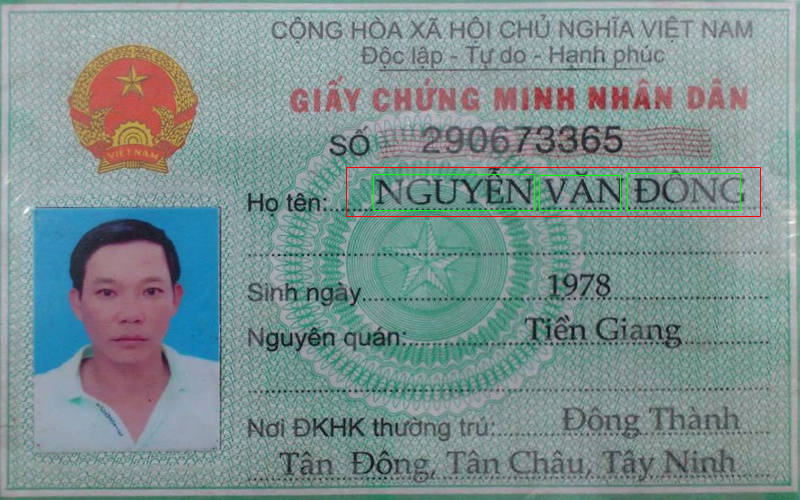 CỘNG HÒA XÃ HỘI CHỦ NGHĨA VIỆT NAM
Độc lập - Tự do - Hạnh phúc
GIẤY CHỨNG MINH NHÂN DÂN
SỐ 290673365
Họ tên: NGUYỄN VĂN ĐÔNG
Sinh ngày 1978
Nguyên quán: Tiền Giang
Nơi ĐKHK thường trú: Đông Thành
Tân Đông, Tân Châu, Tây Ninh
VIỆT NAM